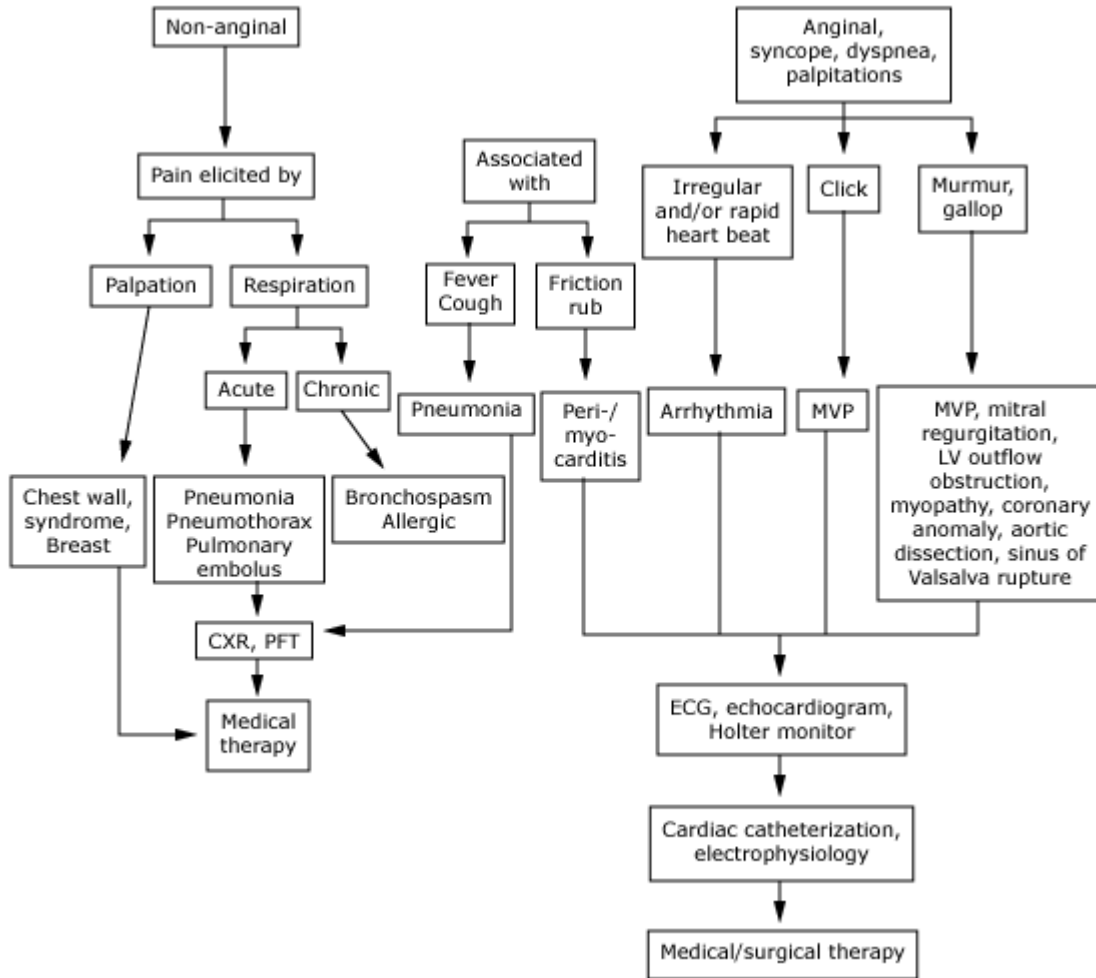 Non-anginal
Anginal,
syncope, dyspnea,
palpitations
Pain elicited by
Associated
with
Irregular
and/or rapid
heart beat
Click
Murmur,
gallop
Palpation
Respiration
Fever
Cough
Friction
rub
Acute
Chronic
Pneumonia
Peri-/
myo-
carditis
Arrhythmia
MVP
MVP, mitral
regurgitation,
LV outflow
obstruction,
myopathy, coronary
anomaly, aortic
dissection, sinus of
Valsalva rupture
Chest wall,
syndrome,
Breast
Pneumonia
Pneumothorax
Pulmonary
embolus
Bronchospasm
Allergic
CXR, PFT
Medical
therapy
ECG, echocardiogram,
Holter monitor
Cardiac catheterization,
electrophysiology
Medical/surgical therapy